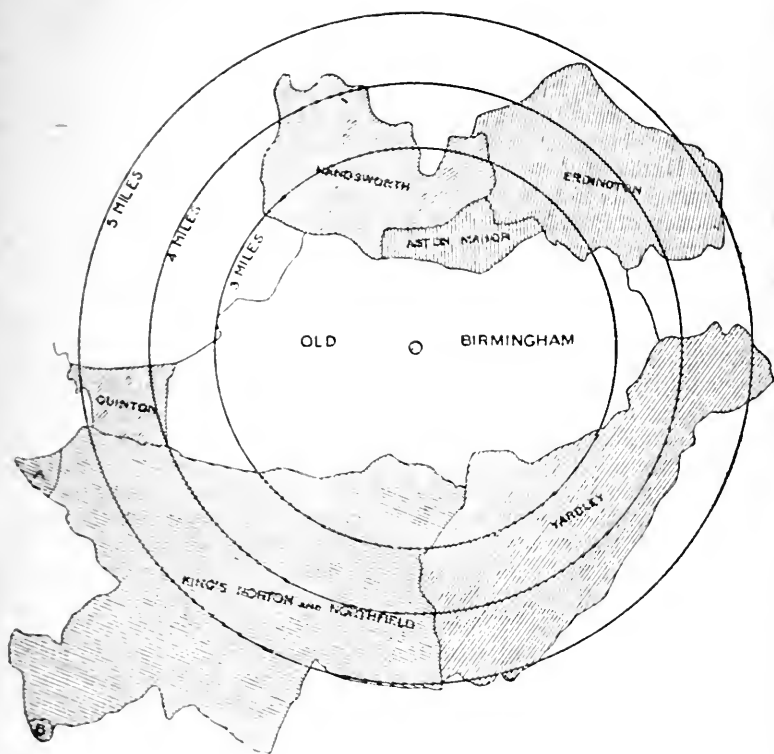 5 MILES
4 MILES
3 MILES
HANDSWORTH
ERDINGTON
ASTON MANOR
OLD BIRMINGHAM
QUINTON
A
YARDLEY
KING'S NORTON AND NORTHFIELD
B